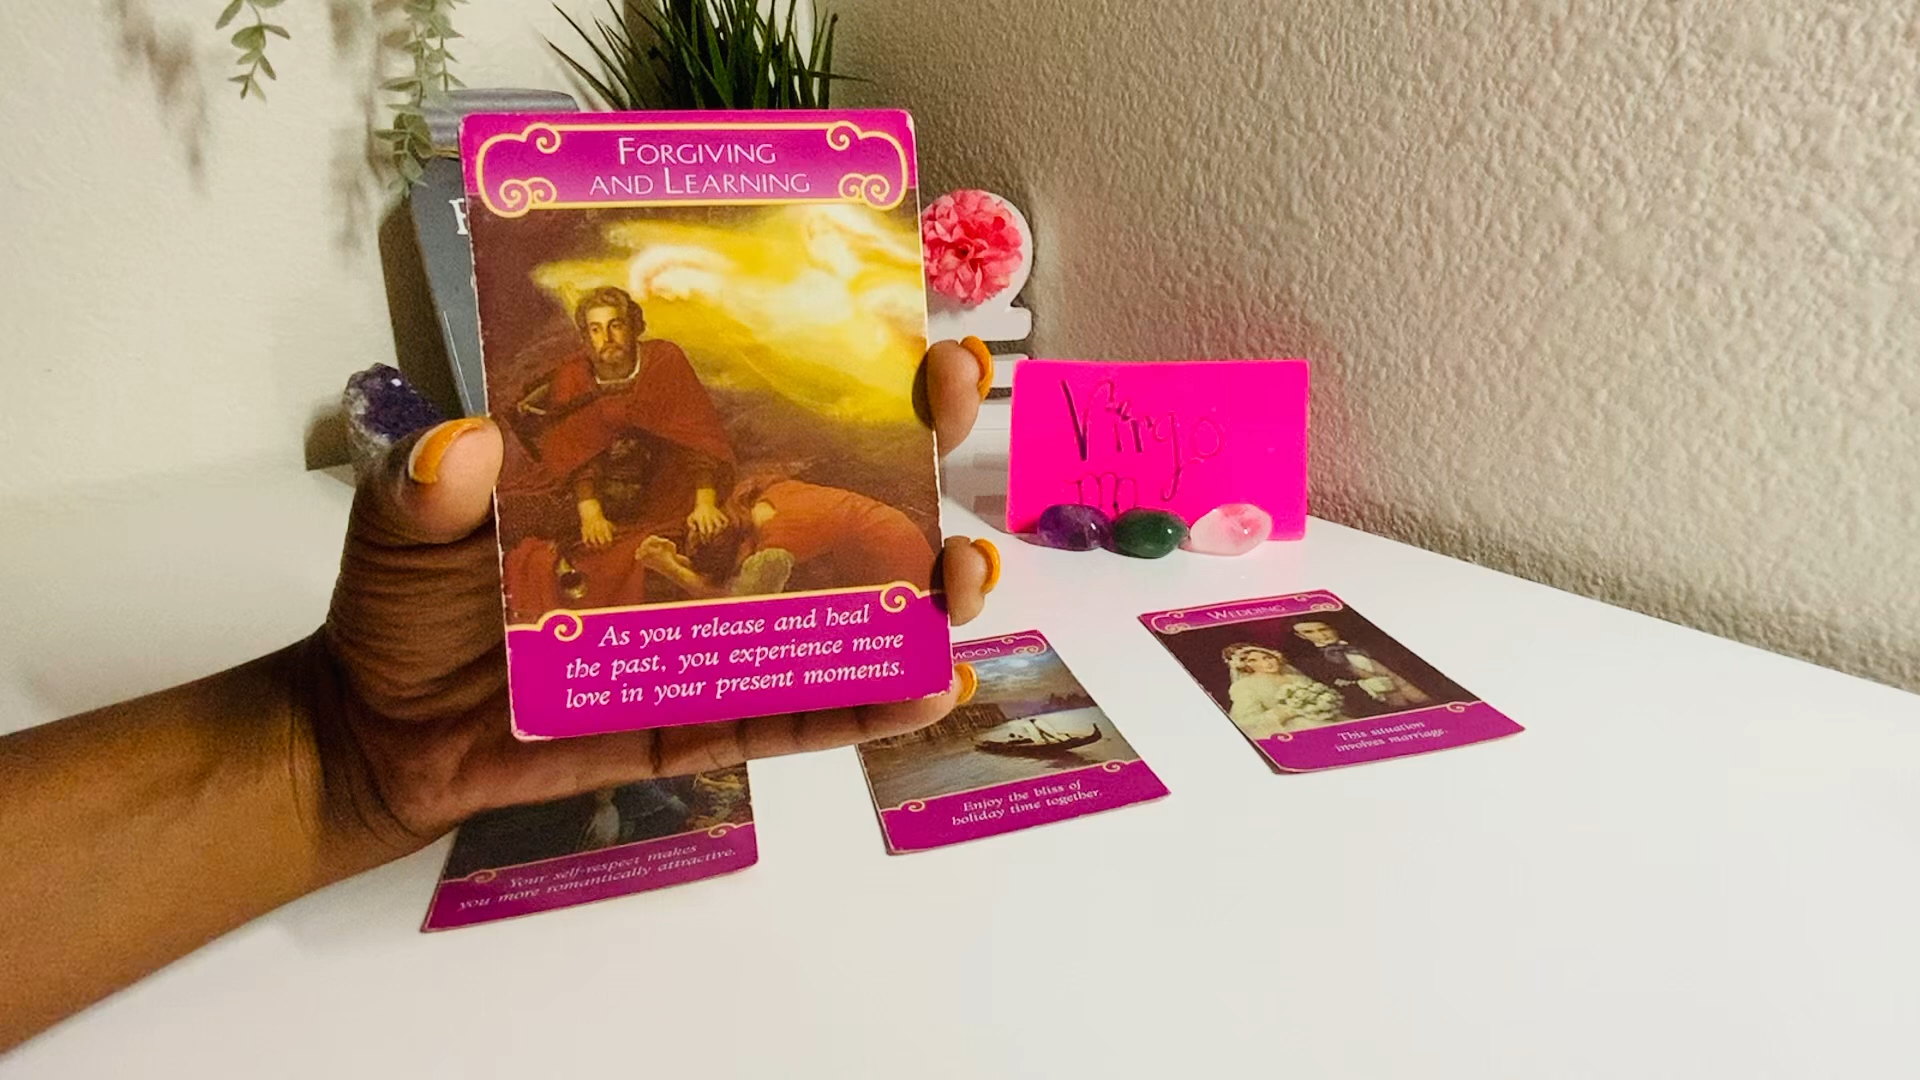 FORGIVING
AND LEARNING
As you release and heal
the past, you experience more
love in your present moments.
Virgo
♍
MOON
Enjoy the bliss of
holiday time together.
WEDDING
This situation
involves marriage.
Your self-respect makes
you more romantically attractive.